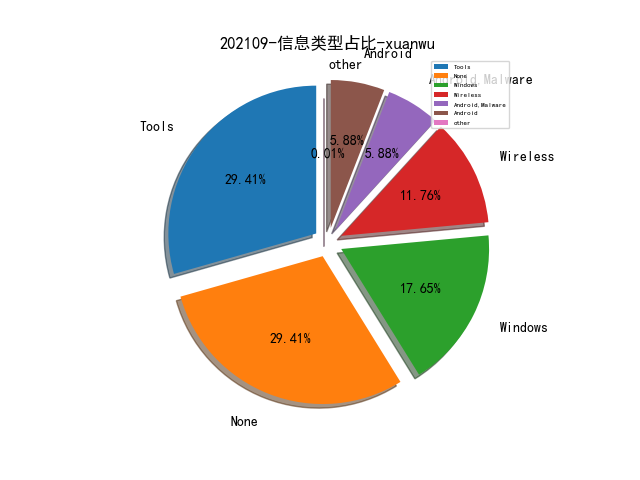 202109-信息类型占比-xuanwu
Android
other
Android,Malware
Tools
None
Windows
Wireless
Android,Malware
Android
other
Tools
5.88%
0.01%
5.88%
Wireless
29.41%
11.76%
17.65%
29.41%
Windows
None